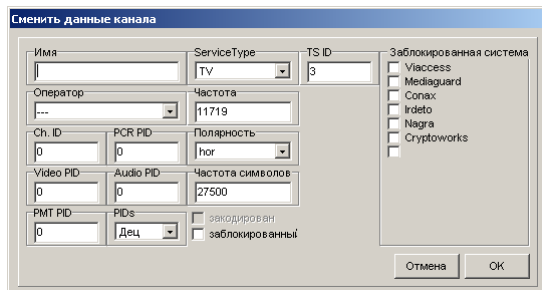 Сменить данные канала
Имя
ServiceType
TV
TS ID
3
Заблокированная система
Viaccess
Mediaguard
Conax
Irdeto
Nagra
Cryptoworks
Оператор
---
Частота
11719
Ch. ID
0
PCR PID
0
Полярность
hor
Video PID
0
Audio PID
0
Частота символов
27500
PMT PID
0
PIDs
Дец
закодирован
заблокированный
Отмена
OK